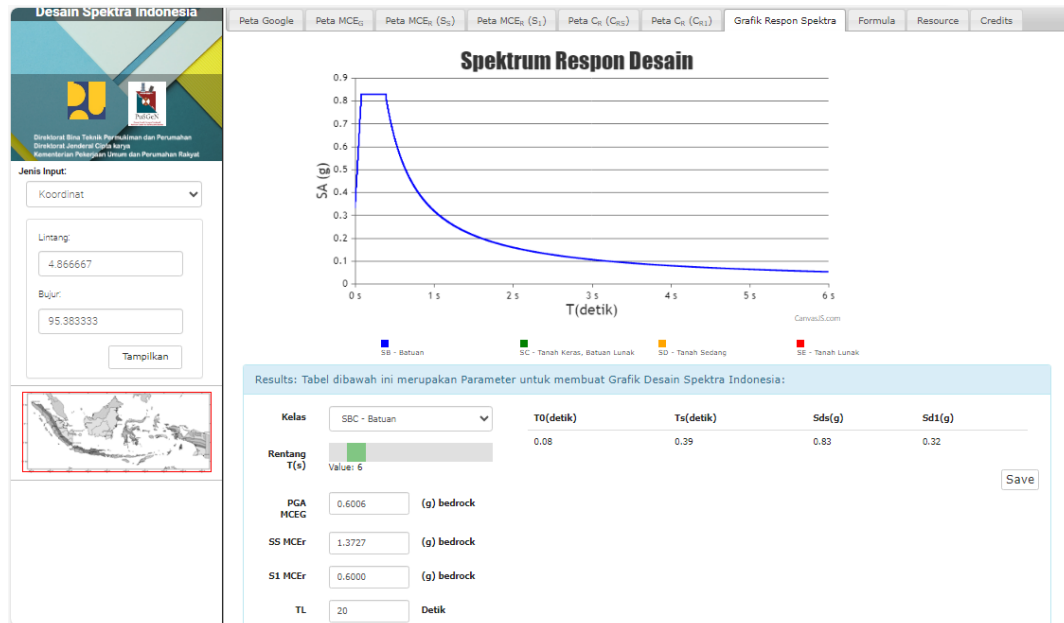 Desain Spektra Indonesia
PusGeN
Direktorat Bina Teknik Permukiman dan Perumahan
Direktorat Jenderal Cipta karya
Kementerian Pekerjaan Umum dan Perumahan Rakyat
Jenis Input:
Koordinat
Lintang:
4.866667
Bujur:
95.383333
Tampilkan
Peta Google
Peta MCEG
Peta MCER (SS)
Peta MCER (S1)
Peta CR (CRS)
Peta CR (CR1)
Grafik Respon Spektra
Formula
Resource
Credits
Spektrum Respon Desain
SA (g)
0.9
0.8
0.7
0.6
0.5
0.4
0.3
0.2
0.1
0
0 s 1 s 2 s 3 s 4 s 5 s 6 s
T(detik)
CanvasJS.com
SB - Batuan
SC - Tanah Keras, Batuan Lunak
SD - Tanah Sedang
SE - Tanah Lunak
Results: Tabel dibawah ini merupakan Parameter untuk membuat Grafik Desain Spektra Indonesia:
Kelas
SBC - Batuan
Rentang
T(s)
Value: 6
PGA
MCEG
0.6006
(g) bedrock
SS MCEr
1.3727
(g) bedrock
S1 MCEr
0.6000
(g) bedrock
TL
20
Detik
T0(detik) Ts(detik) Sds(g) Sd1(g)
0.08 0.39 0.83 0.32
Save